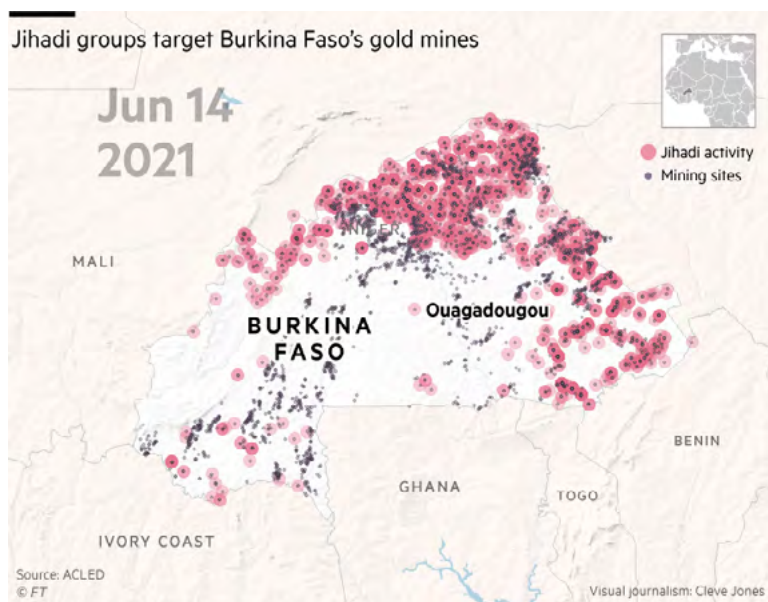 Jihadi groups target Burkina Faso's gold mines
Jun 14
2021
Jihadi activity
Mining sites
NIGER
MALI
Ouagadougou
BURKINA
FASO
BENIN
GHANA
TOGO
IVORY COAST
Source: ACLED
© FT
Visual journalism: Cleve Jones